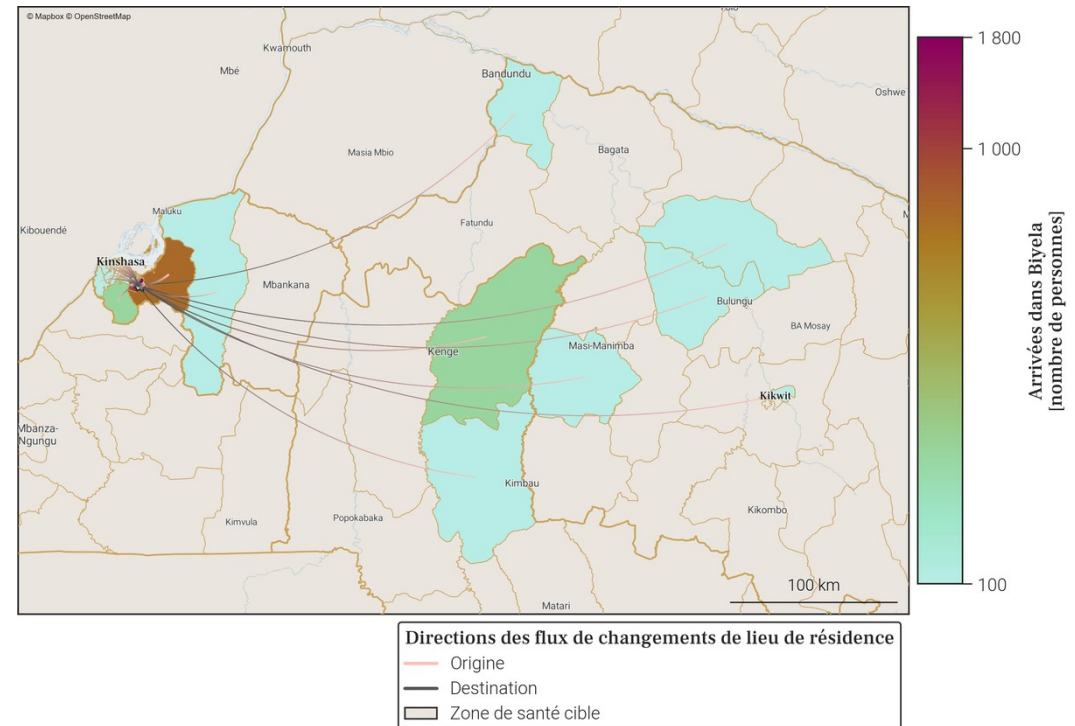 © Mapbox © OpenStreetMap
Kwamouth
Mbé
Bandundu
Oshwe
Masia Mbio
Bagata
Maluku
Fatundu
Kibouendé
Kinshasa
Mbankana
Bulungu
BA Mosay
Kenge
Masi-Manimba
Kikwit
Mbanza-
Ngungu
Kimbau
Kikombo
Kimvula
Popokabaka
Matari
100 km
1 800
1 000
100
Arrivées dans Biyela
[nombre de personnes]
Directions des flux de changements de lieu de résidence
Origine
Destination
Zone de santé cible